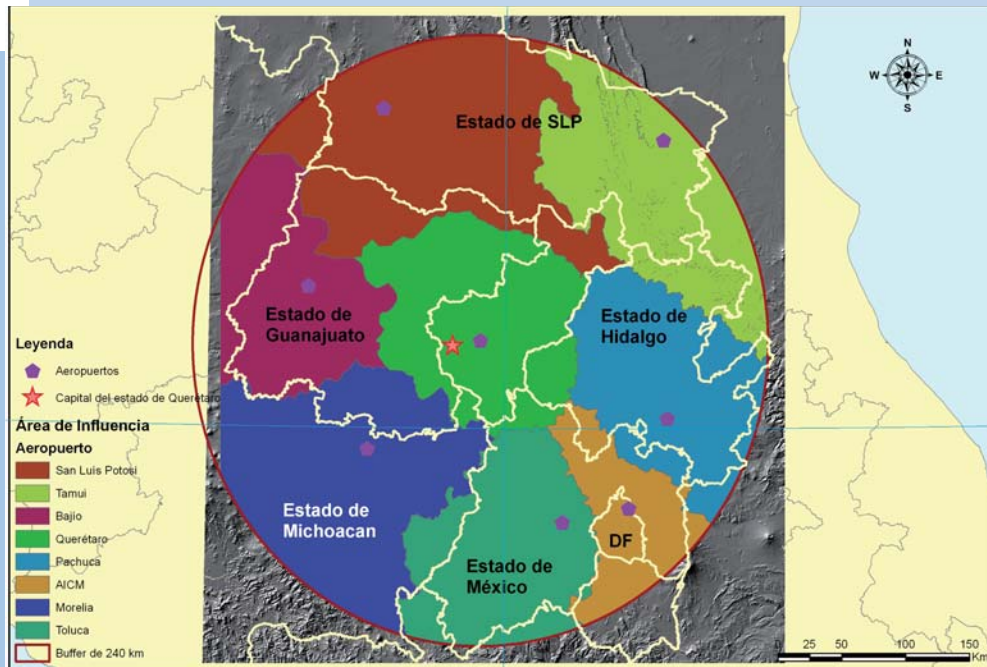 N
W E
S
Estado de SLP
Estado de
Guanajuato
Estado de
Hidalgo
Leyenda
Aeropuertos
Capital del estado de Querétaro
Área de Influencia
Aeropuerto
San Luis Potosi
Tamui
Bajío
Querétaro
Pachuca
AICM
Morelia
Toluca
Buffer de 240 km
Estado de
Michoacan
DF
Estado de
México
0 25 50 100 150
Km